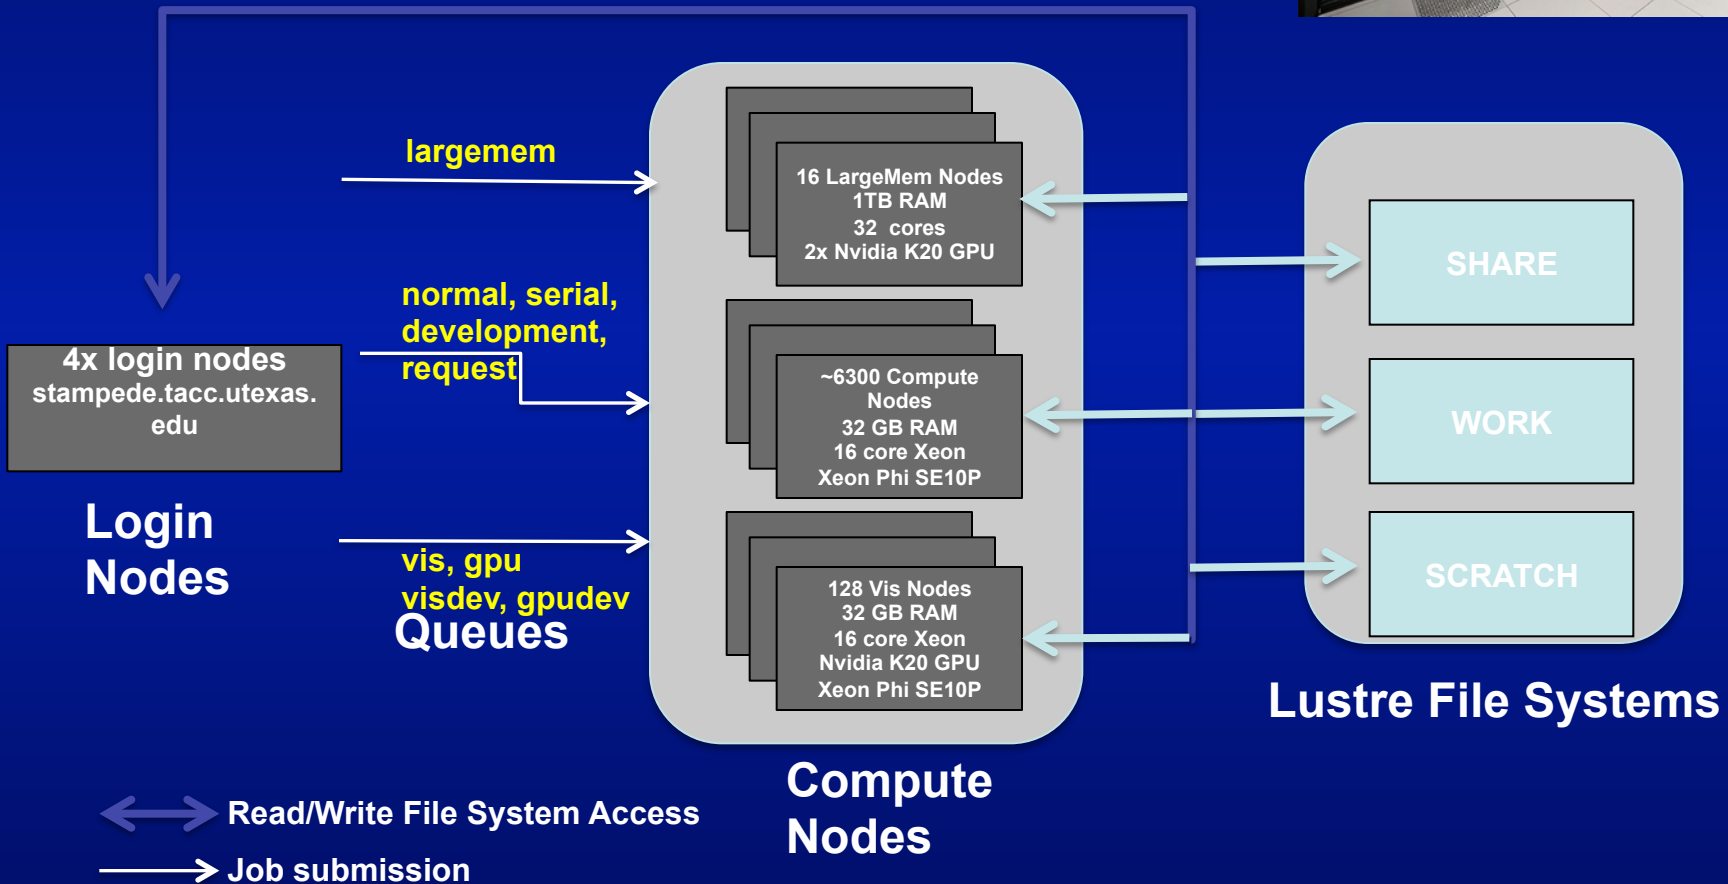 largemem
normal, serial,
development,
request
vis, gpu
visdev, gpudev
Queues
4x login nodes
stampede.tacc.utexas.
edu
Login
Nodes
16 LargeMem Nodes
1TB RAM
32 cores
2x Nvidia K20 GPU
~6300 Compute
Nodes
32 GB RAM
16 core Xeon
Xeon Phi SE10P
128 Vis Nodes
32 GB RAM
16 core Xeon
Nvidia K20 GPU
Xeon Phi SE10P
Compute
Nodes
SHARE
WORK
SCRATCH
Lustre File Systems
Read/Write File System Access
Job submission